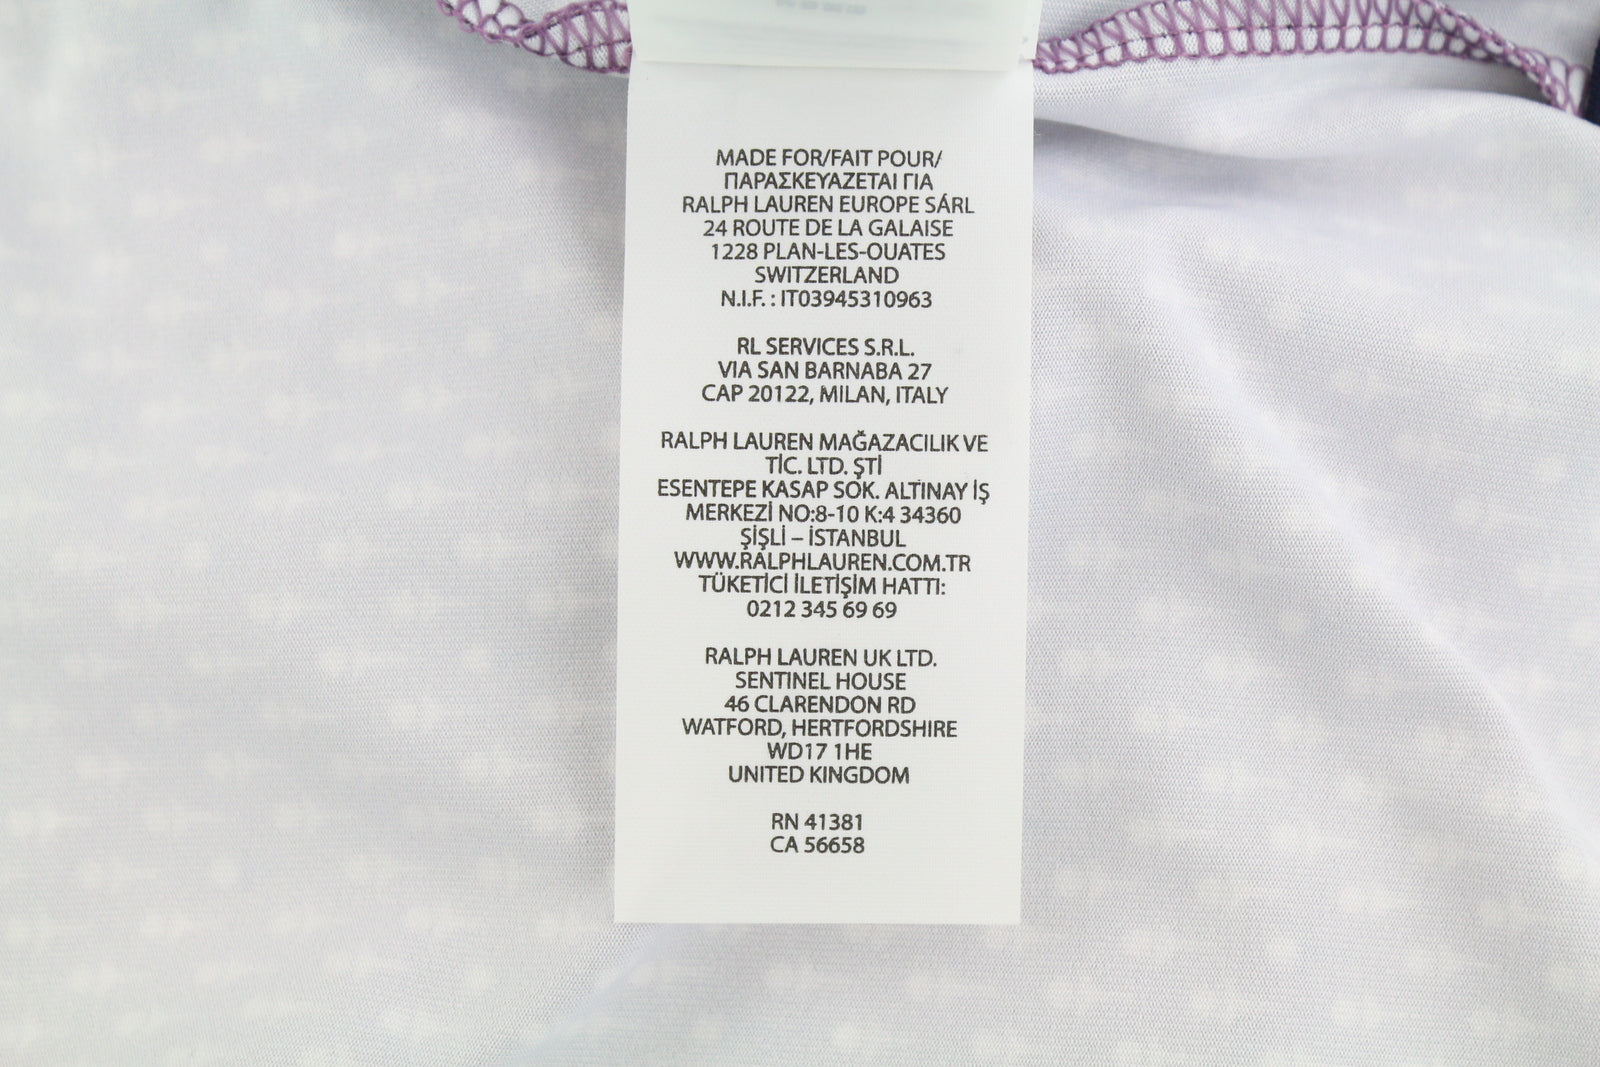 MADE FOR/FAIT POUR/
ΠΑΡΑΣΚΕΥΑΖΕΤΑΙ ΓΙΑ
RALPH LAUREN EUROPE SÁRL
24 ROUTE DE LA GALAISE
1228 PLAN-LES-OUATES
SWITZERLAND
N.I.F. : IT03945310963
RL SERVICES S.R.L.
VIA SAN BARNABA 27
CAP 20122, MILAN, ITALY
RALPH LAUREN MAĞAZACILIK VE
TİC. LTD. ŞTİ
ESENTEPE KASAP SOK. ALTINAY İŞ
MERKEZİ NO:8-10 K:4 34360
ŞİŞLİ – İSTANBUL
WWW.RALPHLAUREN.COM.TR
TÜKETİCİ İLETİŞİM HATTI:
0212 345 69 69
RALPH LAUREN UK LTD.
SENTINEL HOUSE
46 CLARENDON RD
WATFORD, HERTFORDSHIRE
WD17 1HE
UNITED KINGDOM
RN 41381
CA 56658